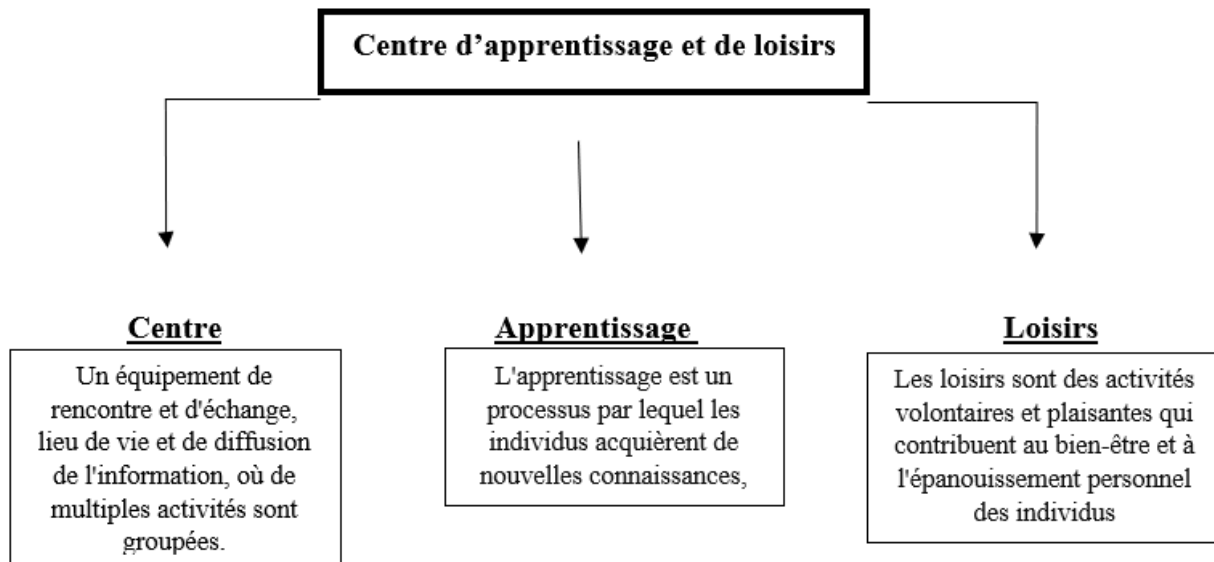 Centre d’apprentissage et de loisirs
Centre
Un équipement de
rencontre et d'échange,
lieu de vie et de diffusion
de l'information, où de
multiples activités sont
groupées.
Apprentissage
L'apprentissage est un
processus par lequel les
individus acquièrent de
nouvelles connaissances,
Loisirs
Les loisirs sont des activités
volontaires et plaisantes qui
contribuent au bien-être et à
l'épanouissement personnel
des individus